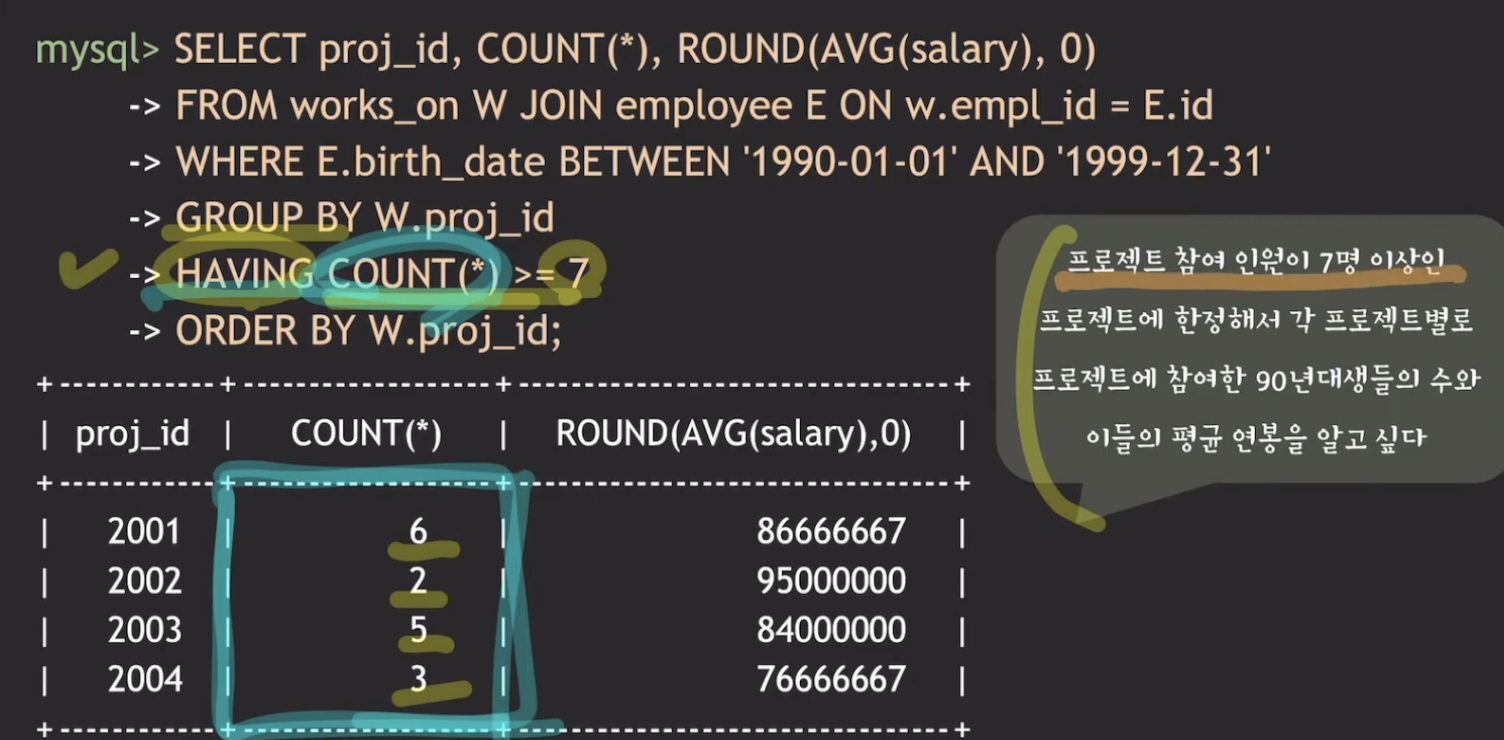 mysql> SELECT proj_id, COUNT(*), ROUND(AVG(salary), 0)
-> FROM works_on W JOIN employee E ON w.empl_id = E.id
-> WHERE E.birth_date BETWEEN '1990-01-01' AND '1999-12-31'
-> GROUP BY W.proj_id
-> HAVING COUNT(*) >= 7
-> ORDER BY W.proj_id;
프로젝트 참여 인원이 7명 이상인
프로젝트에 한정해서 각 프로젝트별로
프로젝트에 참여한 90년대생들의 수와
이들의 평균 연봉을 알고 싶다
+-----------+------------------+-------------------------------+
| proj_id | COUNT(*) | ROUND(AVG(salary),0) |
+-----------+------------------+-------------------------------+
| 2001 | 6 | 86666667 |
| 2002 | 2 | 95000000 |
| 2003 | 5 | 84000000 |
| 2004 | 3 | 76666667 |
+-----------+------------------+-------------------------------+